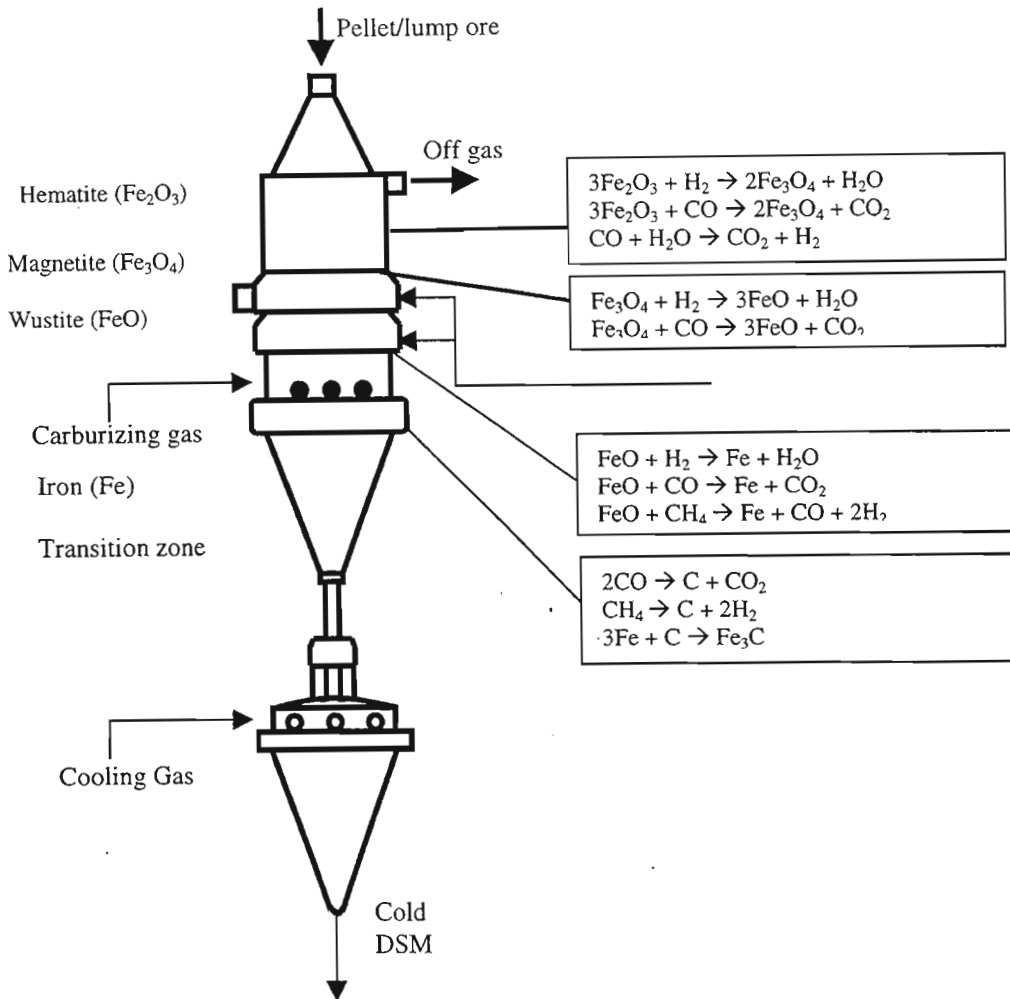 Pellet/lump ore
Off gas
Hematite (Fe₂O₃)
3Fe₂O₃ + H₂ → 2Fe₃O₄ + H₂O
3Fe₂O₃ + CO → 2Fe₃O₄ + CO₂
CO + H₂O → CO₂ + H₂
Magnetite (Fe₃O₄)
Fe₃O₄ + H₂ → 3FeO + H₂O
Fe₃O₄ + CO → 3FeO + CO₂
Wustite (FeO)
Carburizing gas
FeO + H₂ → Fe + H₂O
FeO + CO → Fe + CO₂
FeO + CH₄ → Fe + CO + 2H₂
Iron (Fe)
Transition zone
2CO → C + CO₂
CH₄ → C + 2H₂
3Fe + C → Fe₃C
Cooling Gas
Cold
DSM